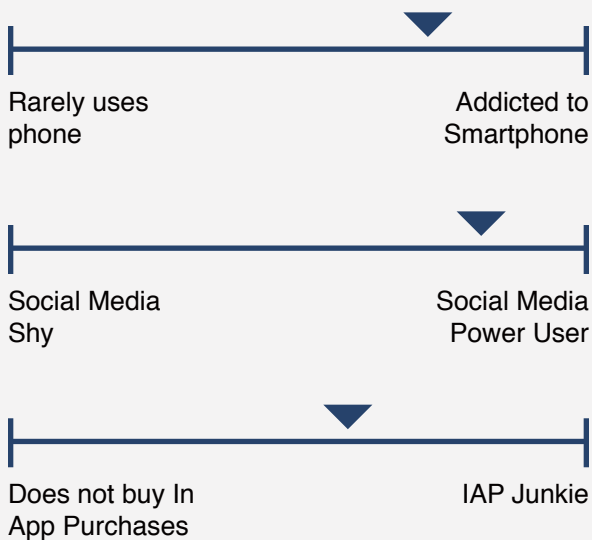 Rarely uses
phone
Addicted to
Smartphone
Social Media
Shy
Social Media
Power User
Does not buy In
App Purchases
IAP Junkie